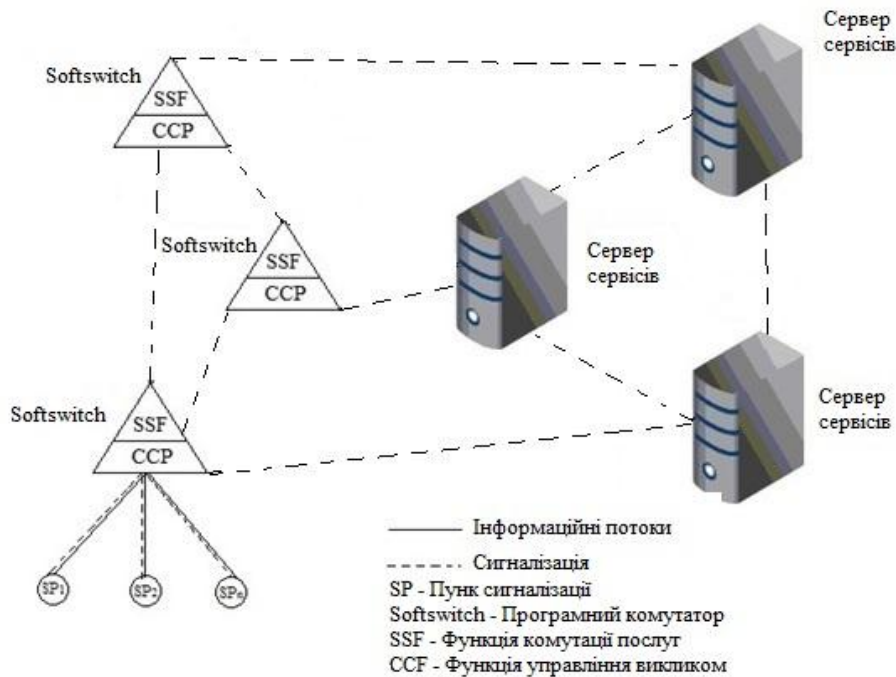 Сервер
сервісів
Softswitch
SSF
CCP
Softswitch
SSF
CCP
Сервер
сервісів
Softswitch
SSF
CCP
Сервер
сервісів
SP1
SP2
SPn
Інформаційні потоки
Сигналізація
SP - Пунк сигналізації
Softswitch - Програмний комутатор
SSF - Функція комутації послуг
CCF - Функція управління викликом